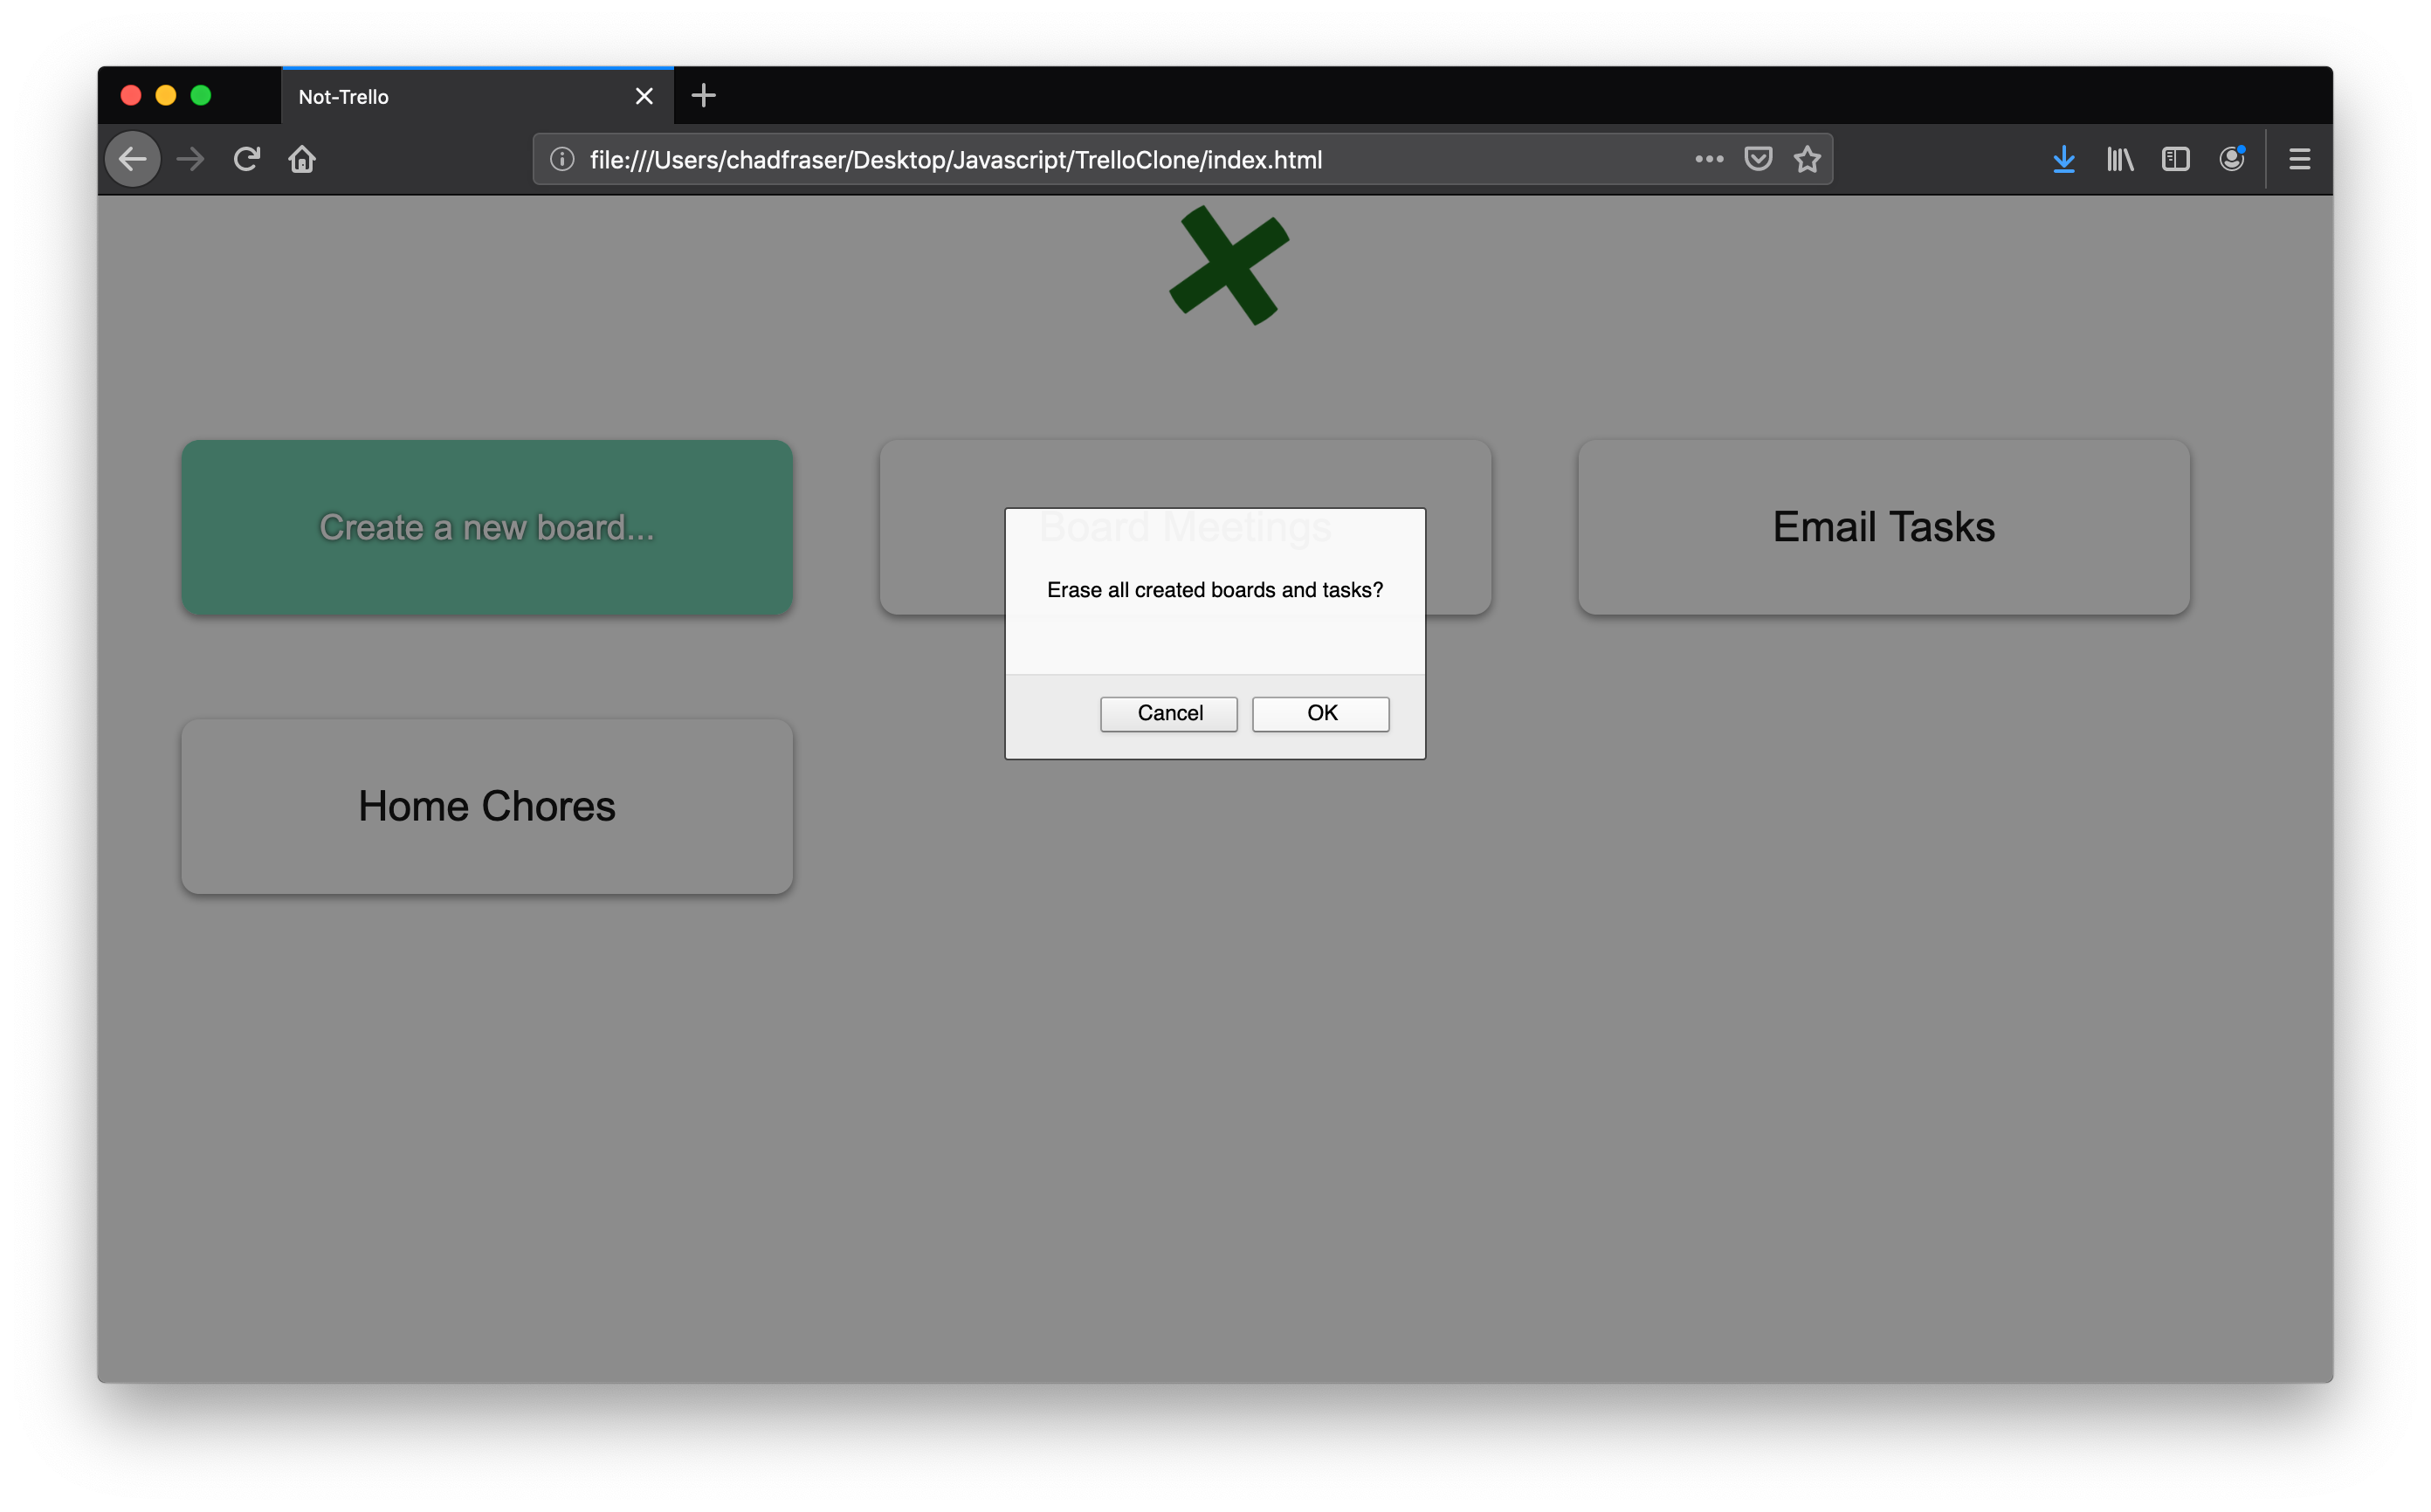 Not-Trello
file:///Users/chadfraser/Desktop/Javascript/TrelloClone/index.html
Create a new board...
Board Meetings
Email Tasks
Erase all created boards and tasks?
Cancel
OK
Home Chores